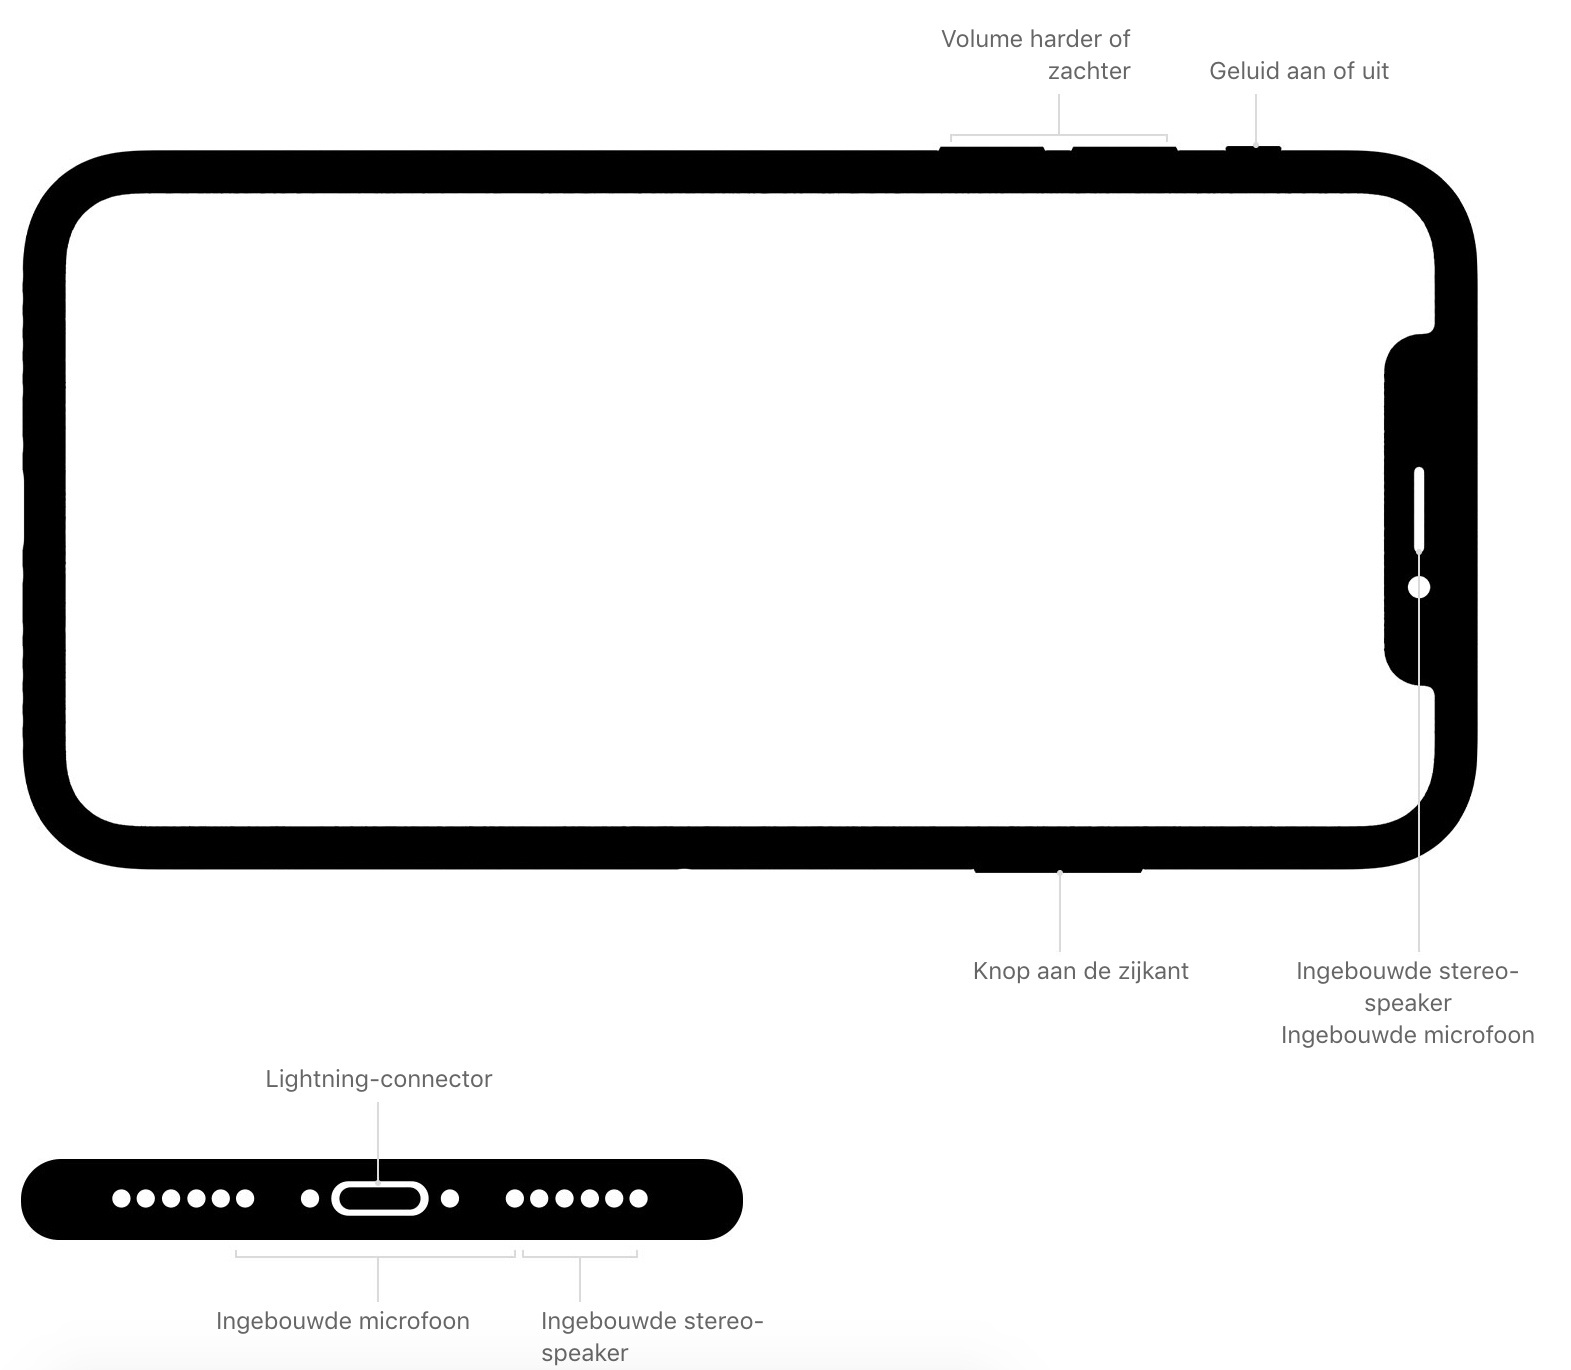 Volume harder of
zachter
Geluid aan of uit
Knop aan de zijkant
Ingebouwde stereo-
speaker
Ingebouwde microfoon
Lightning-connector
Ingebouwde microfoon
Ingebouwde stereo-
speaker